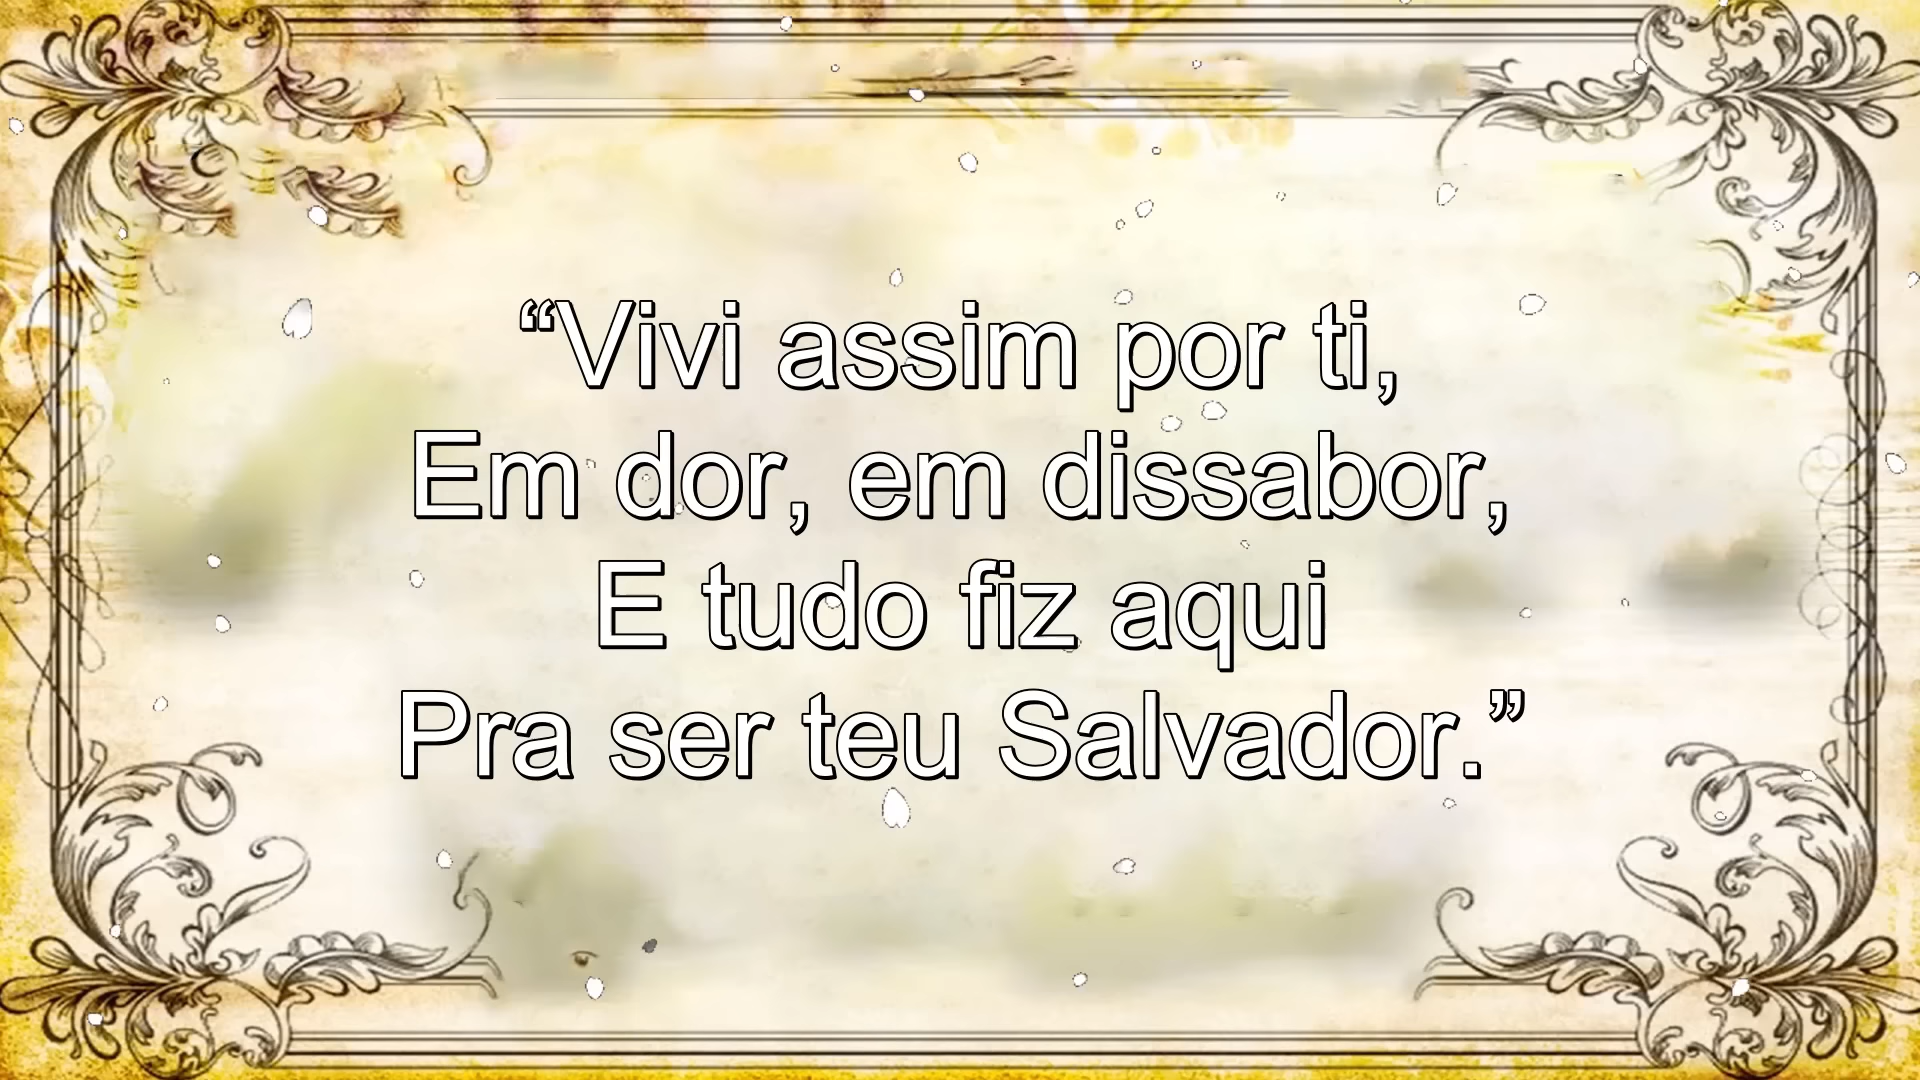 “Vivi assim por ti,
Em dor, em dissabor,
E tudo fiz aqui
Pra ser teu Salvador.”